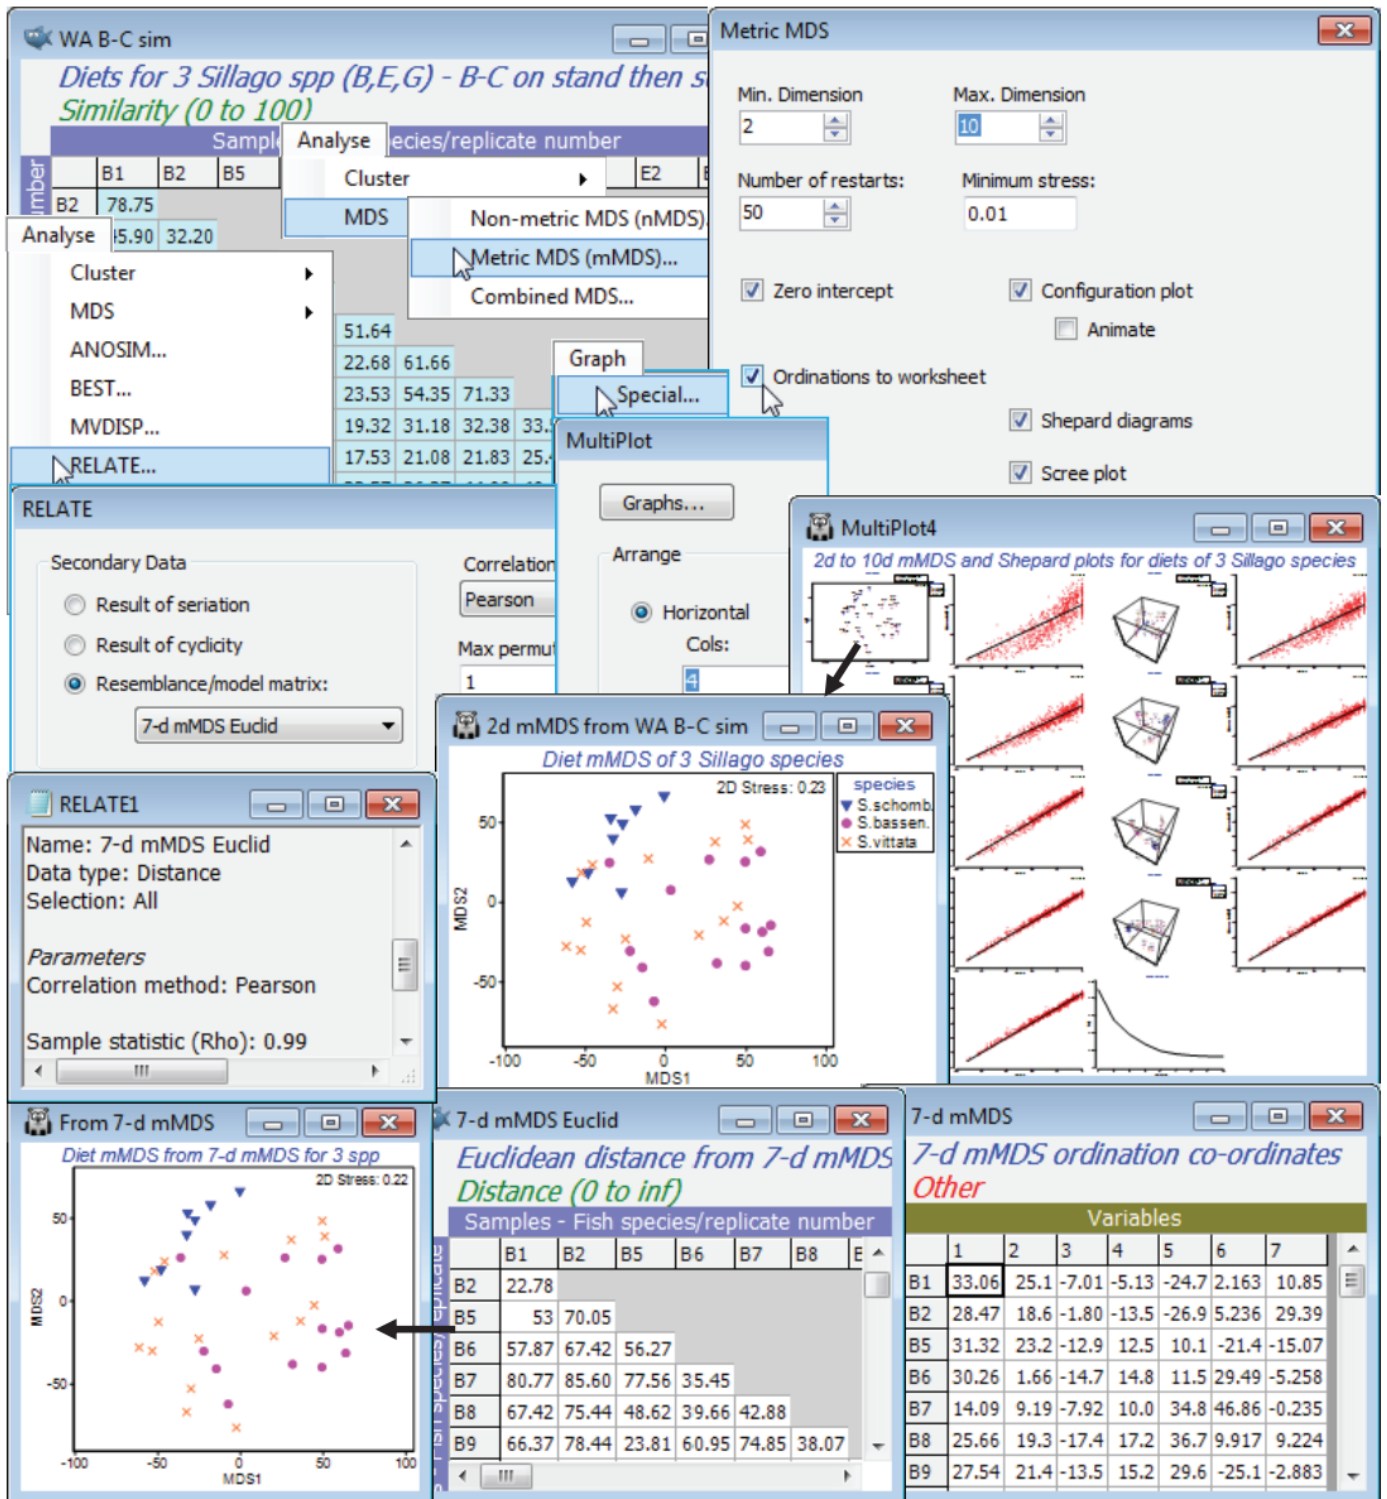 WA B-C sim
Diets for 3 Sillago spp (B,E,G) - B-C on stand then s
Similarity (0 to 100)
Sampl
ecies/replicate number
B1 B2 B5 E2
B2 78.75
45.90 32.20
51.64
22.68 61.66
23.53 54.35 71.33
19.32 31.18 32.38 33.
17.53 21.08 21.83 25.
Analyse
Cluster
MDS
Non-metric MDS (nMDS)
Metric MDS (mMDS)...
Combined MDS...
Analyse
Cluster
MDS
ANOSIM...
BEST...
MVDISP...
RELATE...
Metric MDS
Min. Dimension Max. Dimension
2 10
Number of restarts: Minimum stress:
50 0.01
Zero intercept Configuration plot
Animate
Ordinations to worksheet
Shepard diagrams
Scree plot
Graph
Special...
MultiPlot
Graphs...
Arrange
Horizontal
Cols:
4
RELATE
Secondary Data
Result of seriation
Result of cyclicity
Resemblance/model matrix:
7-d mMDS Euclid
Correlation
Pearson
Max permut
1
MultiPlot4
2d to 10d mMDS and Shepard plots for diets of 3 Sillago species
2d mMDS from WA B-C sim
Diet mMDS of 3 Sillago species
2D Stress: 0.23
species
S.schomb.
S.bassen.
S.vittata
MDS2
50
0
-50
-100 -50 0 50 100
MDS1
RELATE1
Name: 7-d mMDS Euclid
Data type: Distance
Selection: All
Parameters
Correlation method: Pearson
Sample statistic (Rho): 0.99
From 7-d mMDS
Diet mMDS from 7-d mMDS for 3 spp
2D Stress: 0.22
MDS2
50
0
-50
-100 -50 0 50 100
MDS1
7-d mMDS Euclid
Euclidean distance from 7-d mMDS
Distance (0 to inf)
Samples - Fish species/replicate number
B1 B2 B5 B6 B7 B8
B2 22.78
B5 53 70.05
B6 57.87 67.42 56.27
B7 80.77 85.60 77.56 35.45
B8 67.42 75.44 48.62 39.66 42.88
B9 66.37 78.44 23.81 60.95 74.85 38.07
7-d mMDS
7-d mMDS ordination co-ordinates
Other
Variables
1 2 3 4 5 6 7
B1 33.06 25.1 -7.01 -5.13 -24.7 2.163 10.85
B2 28.47 18.6 -1.80 -13.5 -26.9 5.236 29.39
B5 31.32 23.2 -12.9 12.5 10.1 -21.4 -15.07
B6 30.26 1.66 -14.7 14.8 11.5 29.49 -5.258
B7 14.09 9.19 -7.92 10.0 34.8 46.86 -0.235
B8 25.66 19.3 -17.4 17.2 36.7 9.917 9.224
B9 27.54 21.4 -13.5 15.2 29.6 -25.1 -2.883